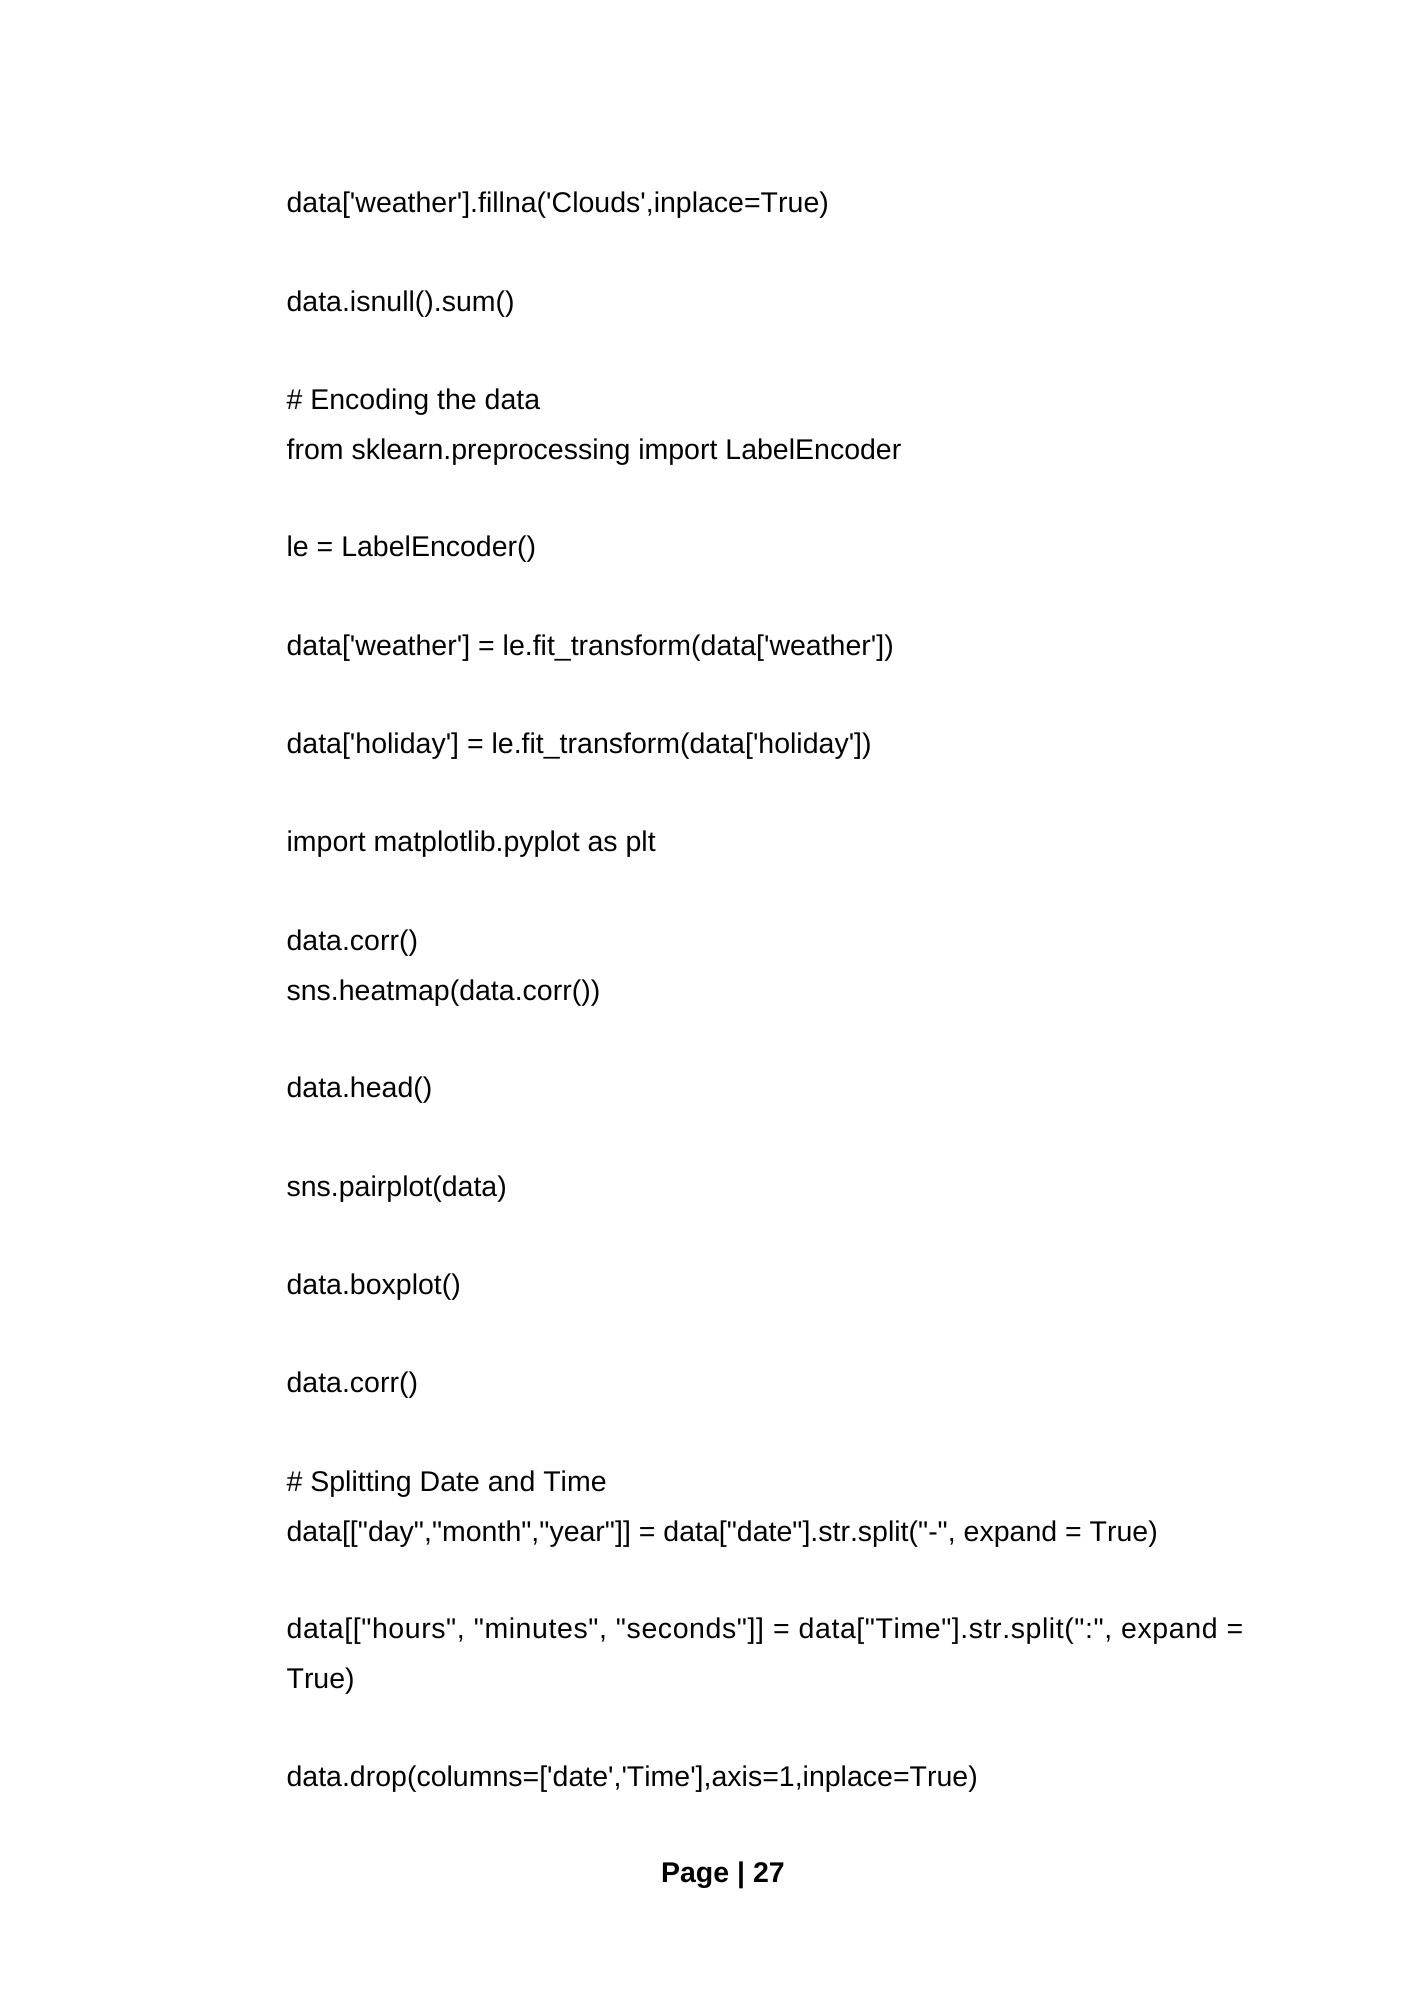 data['weather'].fillna('Clouds',inplace=True)
data.isnull().sum()
# Encoding the data
from sklearn.preprocessing import LabelEncoder
le = LabelEncoder()
data['weather'] = le.fit_transform(data['weather'])
data['holiday'] = le.fit_transform(data['holiday'])
import matplotlib.pyplot as plt
data.corr()
sns.heatmap(data.corr())
data.head()
sns.pairplot(data)
data.boxplot()
data.corr()
# Splitting Date and Time
data[["day","month","year"]] = data["date"].str.split("-", expand = True)
data[["hours", "minutes", "seconds"]] = data["Time"].str.split(":", expand =
True)
data.drop(columns=['date','Time'],axis=1,inplace=True)
Page | 27